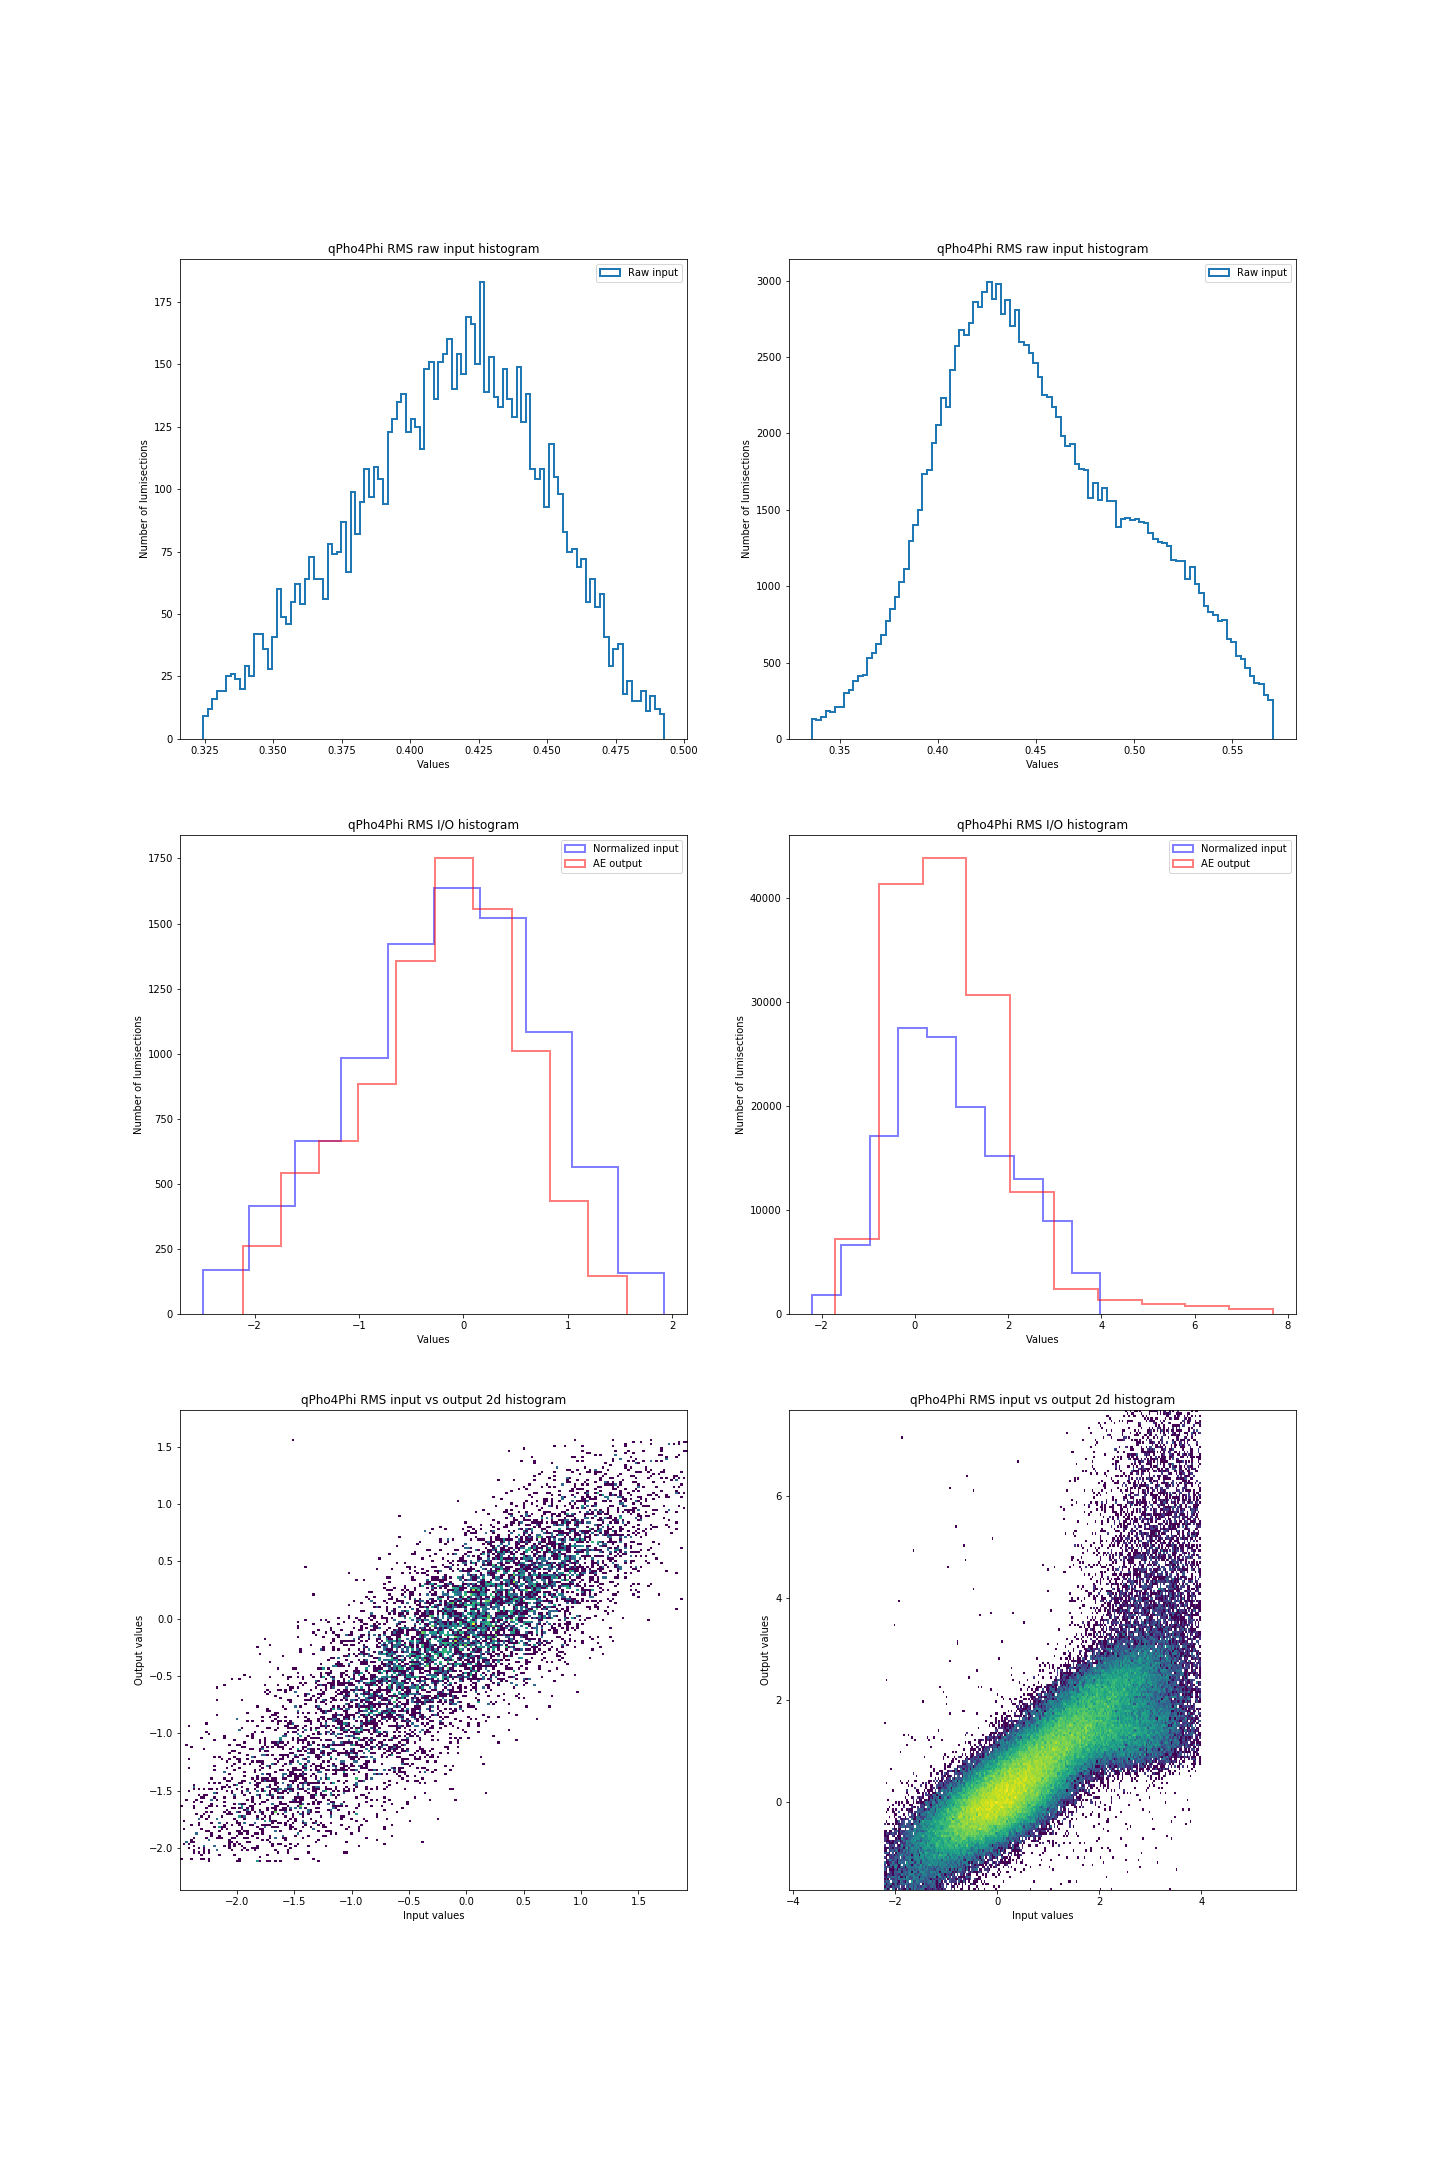 qPho4Phi RMS raw input histogram
Raw input
Number of lumisections
175
150
125
100
75
50
25
0
0.325 0.350 0.375 0.400 0.425 0.450 0.475 0.500
Values
qPho4Phi RMS raw input histogram
Raw input
Number of lumisections
3000
2500
2000
1500
1000
500
0
0.35 0.40 0.45 0.50 0.55
Values
qPho4Phi RMS I/O histogram
Normalized input
AE output
Number of lumisections
1750
1500
1250
1000
750
500
250
0
−2 −1 0 1 2
Values
qPho4Phi RMS I/O histogram
Normalized input
AE output
Number of lumisections
40000
30000
20000
10000
0
−2 0 2 4 6 8
Values
qPho4Phi RMS input vs output 2d histogram
Output values
1.5
1.0
0.5
0.0
−0.5
−1.0
−1.5
−2.0
−2.0 −1.5 −1.0 −0.5 0.0 0.5 1.0 1.5
Input values
qPho4Phi RMS input vs output 2d histogram
Output values
6
4
2
0
−4 −2 0 2 4
Input values